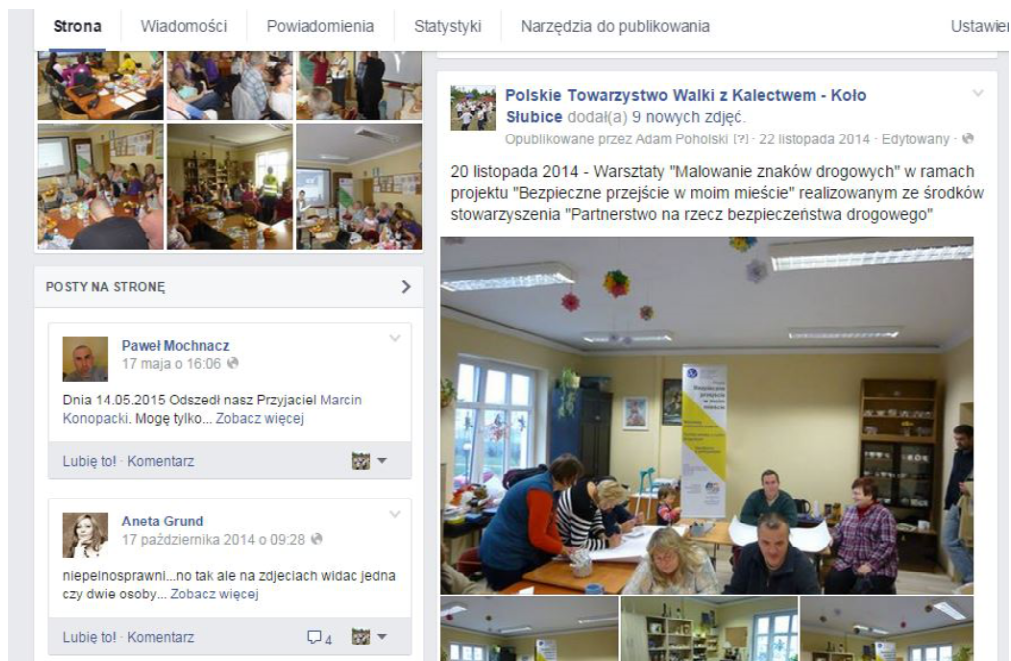 Strona Wiadomości Powiadomienia Statystyki Narzędzia do publikowania Ustawie
POSTY NA STRONĘ
Paweł Mochnacz
17 maja o 16:06
Dnia 14.05.2015 Odszedł nasz Przyjaciel Marcin
Konopacki. Mogę tylko... Zobacz więcej
Lubię to! · Komentarz
Aneta Grund
17 października 2014 o 09:28
niepelnosprawni...no tak ale na zdjeciach widac jedna
czy dwie osoby... Zobacz więcej
Lubię to! · Komentarz 4
Polskie Towarzystwo Walki z Kalectwem - Koło
Słubice dodał(a) 9 nowych zdjęć.
Opublikowane przez Adam Poholski [?] · 22 listopada 2014 · Edytowany ·
20 listopada 2014 - Warsztaty "Malowanie znaków drogowych" w ramach
projektu "Bezpieczne przejście w moim mieście" realizowanym ze środków
stowarzyszenia "Partnerstwo na rzecz bezpieczeństwa drogowego"
Bezpieczne
przejście
w moim
mieście